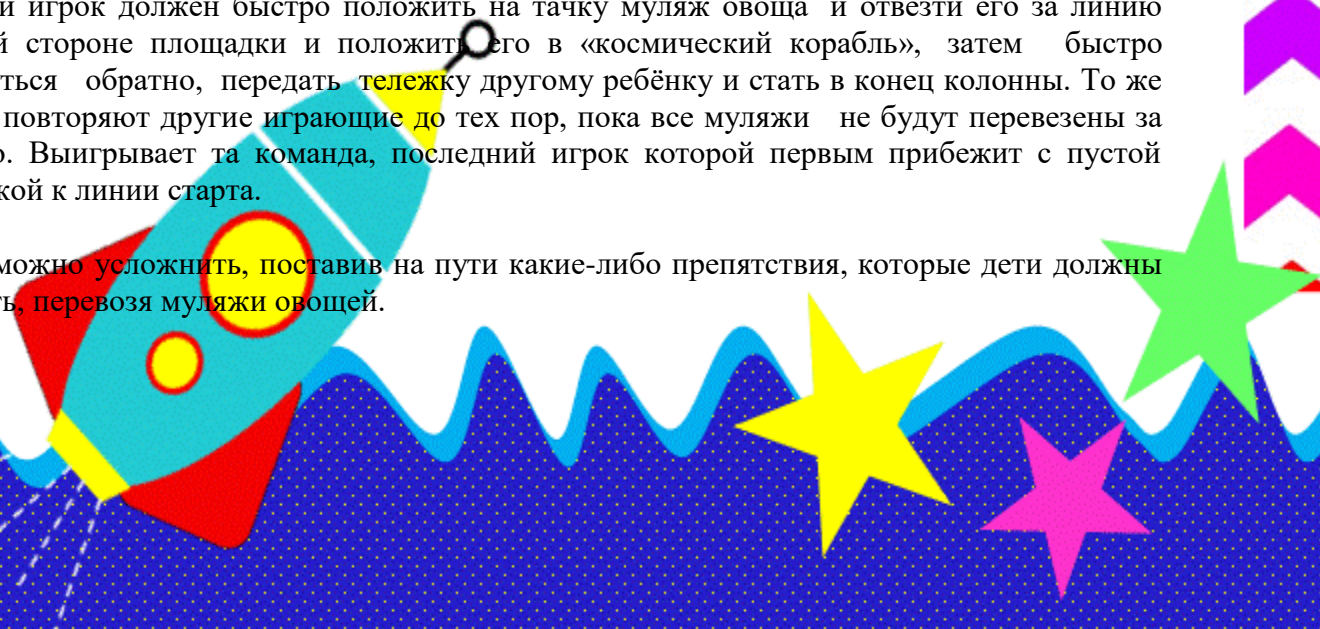 и игрок должен быстро положить на тачку муляж овоща и отвезти его за линию
й стороне площадки и положить его в «космический корабль», затем быстро
ться обратно, передать тележку другому ребёнку и стать в конец колонны. То же
повторяют другие играющие до тех пор, пока все муляжи не будут перевезены за
о. Выигрывает та команда, последний игрок которой первым прибежит с пустой
кой к линии старта.
можно усложнить, поставив на пути какие-либо препятствия, которые дети должны
ть, перевозя муляжи овощей.